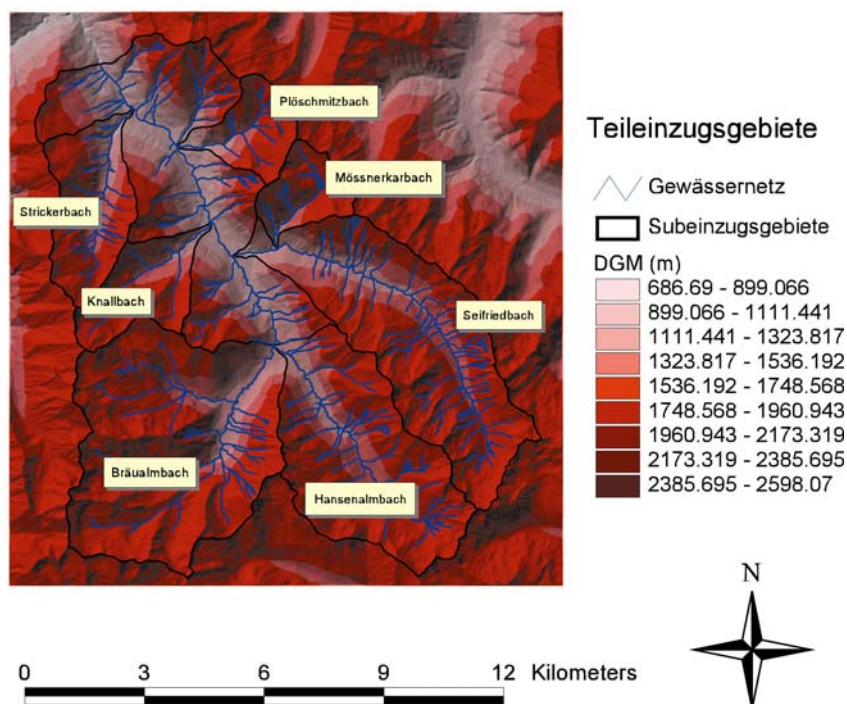 Plöschmitzbach
Mössnerkarbach
Strickerbach
Knallbach
Seifriedbach
Bräualmbach
Hansenalmbach
Teileinzugsgebiete
Gewässernetz
Subeinzugsgebiete
DGM (m)
686.69 - 899.066
899.066 - 1111.441
1111.441 - 1323.817
1323.817 - 1536.192
1536.192 - 1748.568
1748.568 - 1960.943
1960.943 - 2173.319
2173.319 - 2385.695
2385.695 - 2598.07
N
0 3 6 9 12 Kilometers